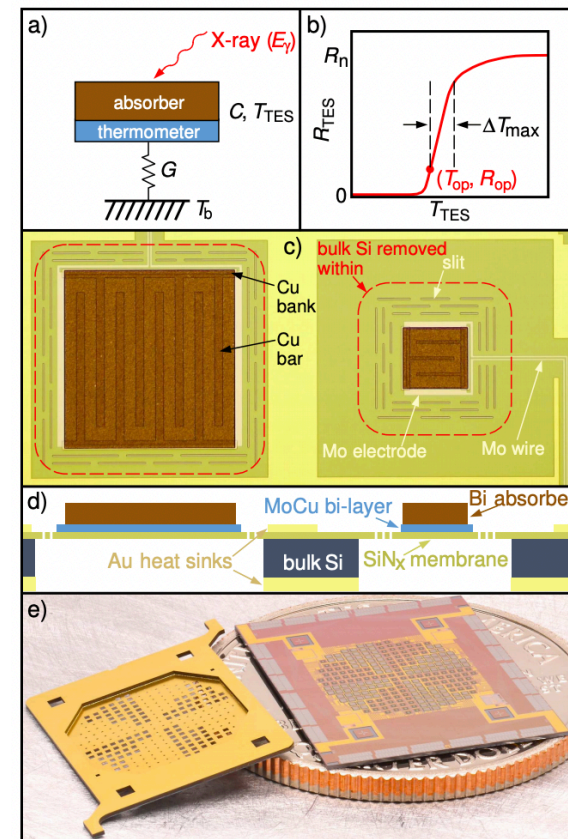 a)
X-ray (Eγ)
absorber
thermometer
C, TTES
G
Tb
b)
Rn
RTES
0
ΔTmax
(Top, Rop)
TTES
c)
Cu
bank
Cu
bar
bulk Si removed
within
slit
Mo electrode
Mo wire
d)
MoCu bi-layer
Bi absorbe
Au heat sinks
bulk Si
SiNx membrane
e)